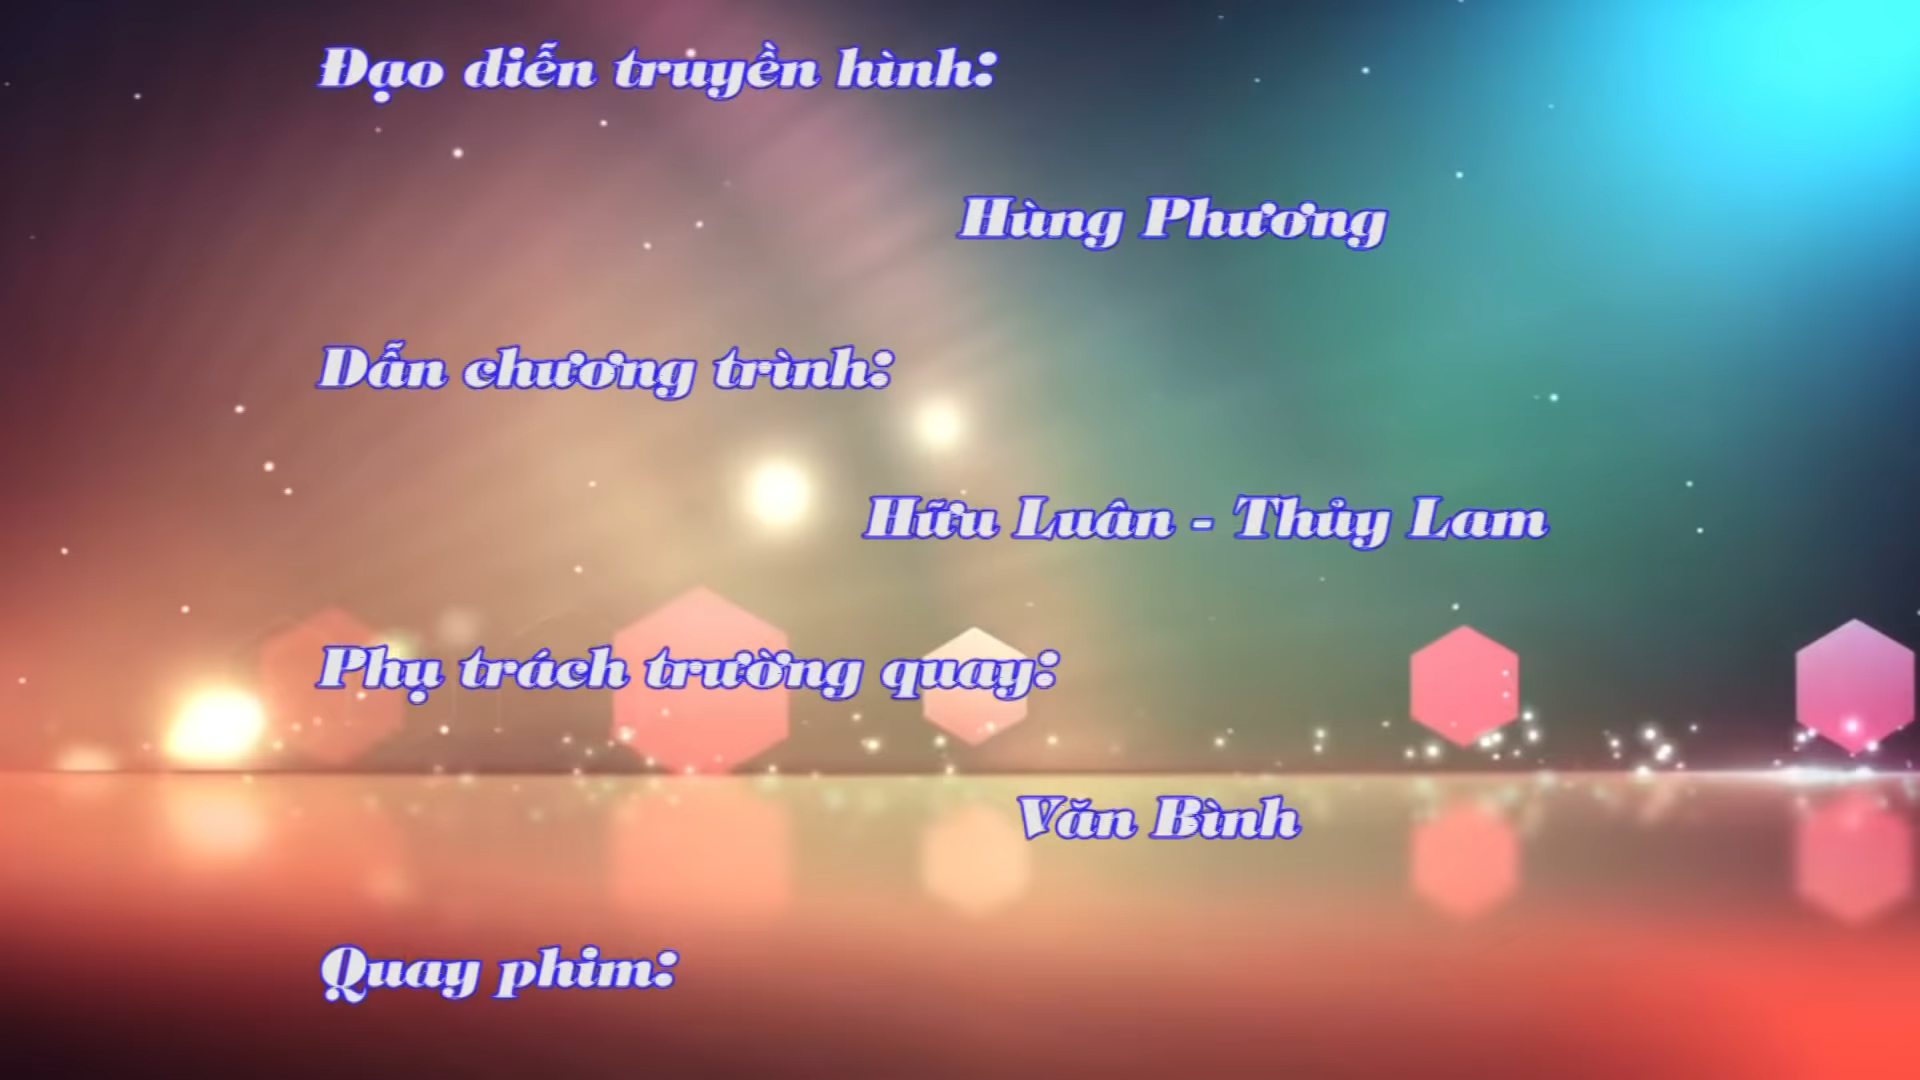 Đạo diễn truyền hình:
Hùng Phương
Dẫn chương trình:
Hữu Luân - Thủy Lam
Phụ trách trường quay:
Văn Bình
Quay phim: